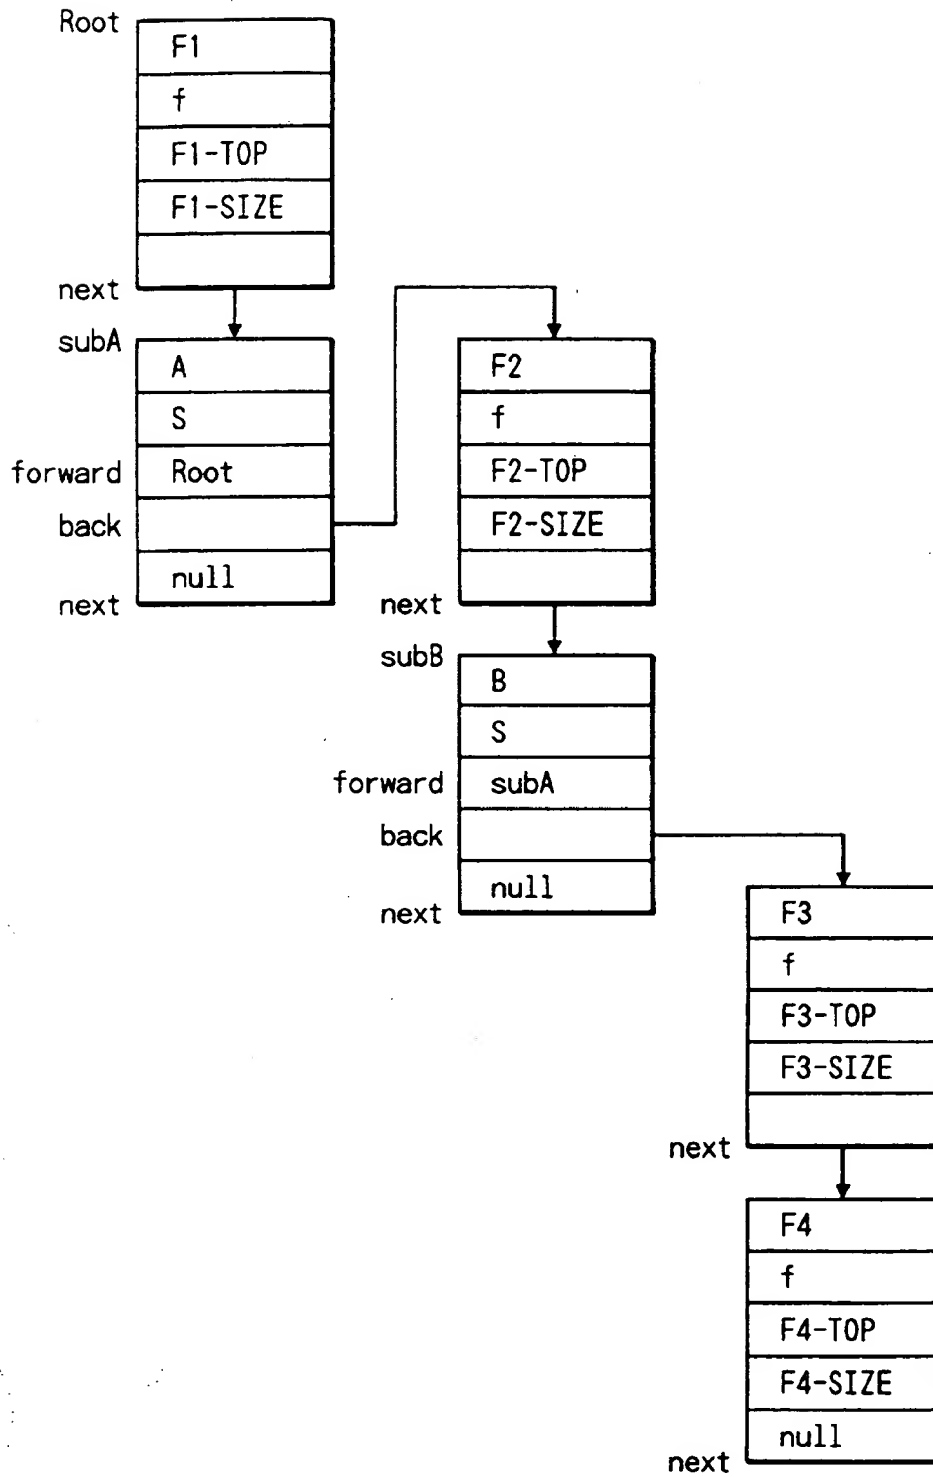 Root
F1
f
F1-TOP
F1-SIZE
next
subA
A
S
forward Root
back
null
next
F2
f
F2-TOP
F2-SIZE
next
subB
B
S
forward subA
back
null
next
F3
f
F3-TOP
F3-SIZE
next
F4
f
F4-TOP
F4-SIZE
null
next